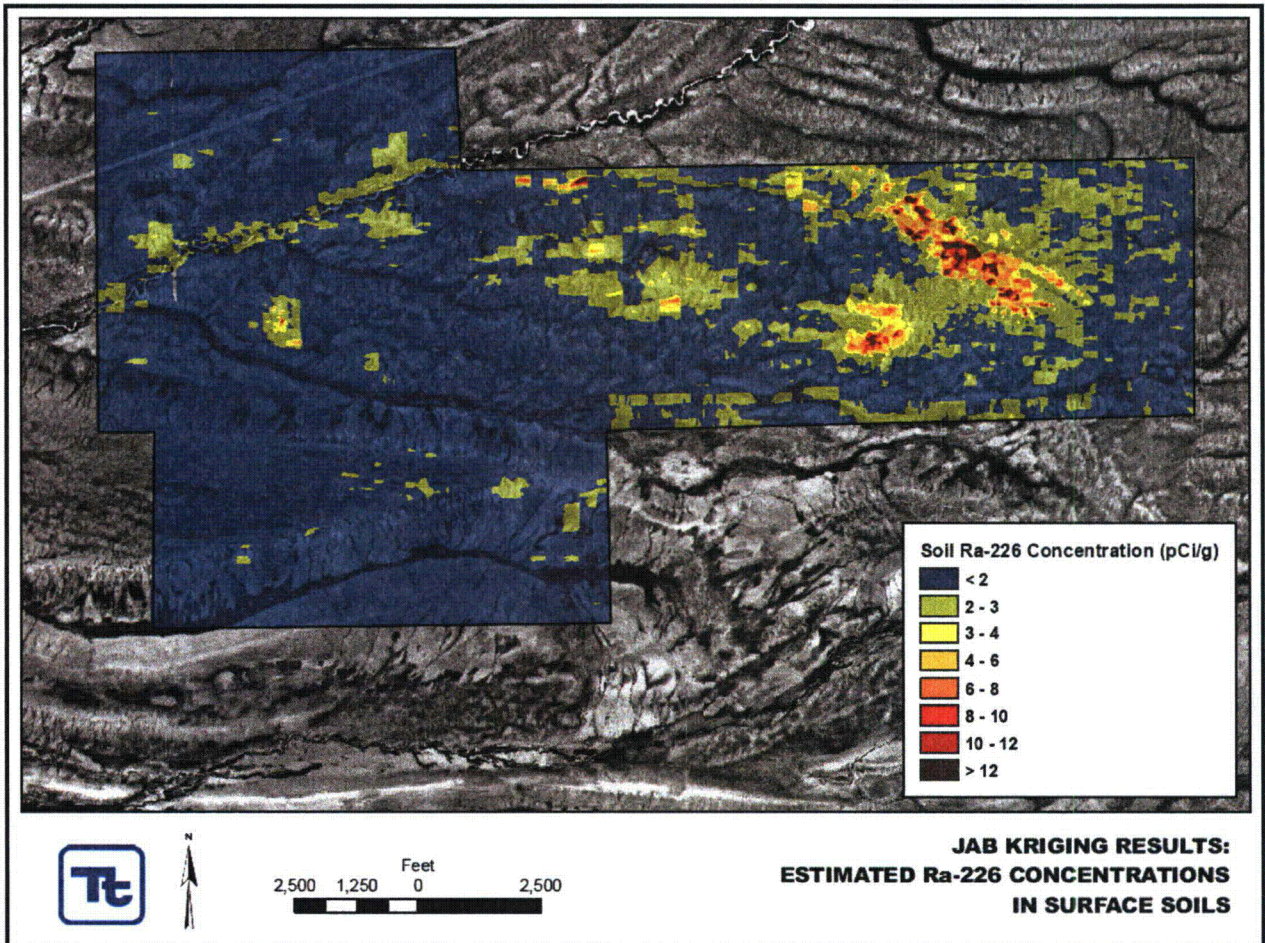 Soil Ra-226 Concentration (pCi/g)
< 2
2 - 3
3 - 4
4 - 6
6 - 8
8 - 10
10 - 12
> 12
Tt
N
Feet
2,500 1,250 0 2,500
JAB KRIGING RESULTS:
ESTIMATED Ra-226 CONCENTRATIONS
IN SURFACE SOILS